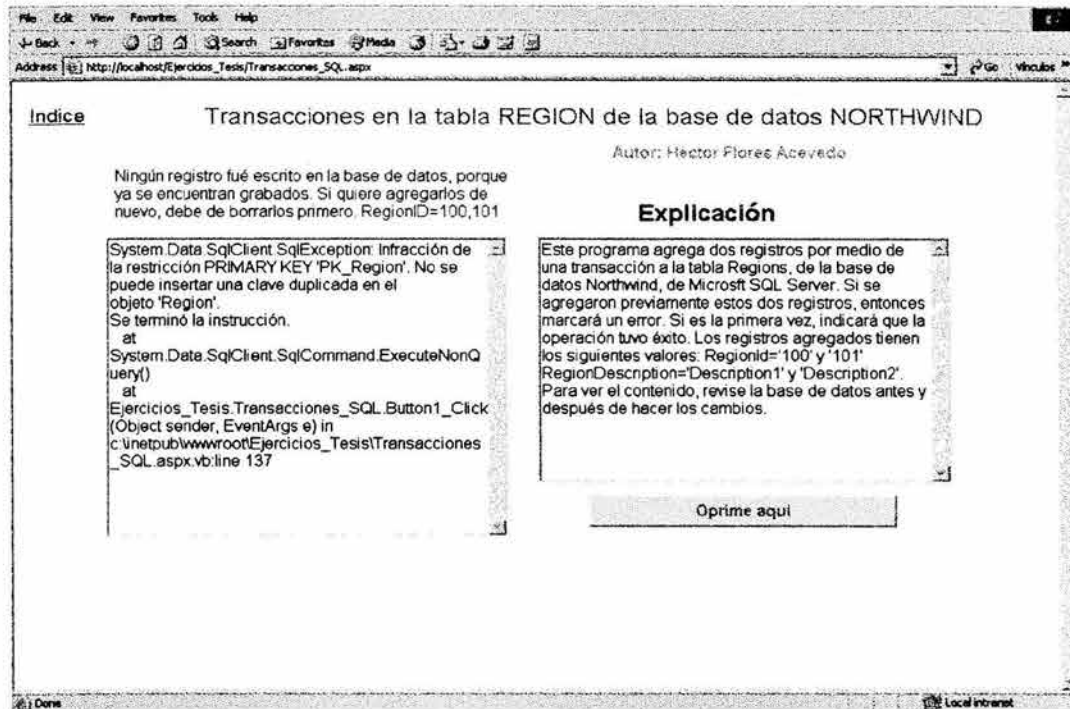 File Edit View Favorites Tools Help
Back Search Favorites Media
Address http://localhost/Ejercicios_Tesis/Transacciones_SQL.aspx Go Vínculos »
Indice
Transacciones en la tabla REGION de la base de datos NORTHWIND
Autor: Hector Flores Acevedo
Ningún registro fué escrito en la base de datos, porque
ya se encuentran grabados. Si quiere agregarlos de
nuevo, debe de borrarlos primero. RegionID=100,101
System.Data.SqlClient.SqlException: Infracción de
la restricción PRIMARY KEY 'PK_Region'. No se
puede insertar una clave duplicada en el
objeto 'Region'.
Se terminó la instrucción.
at
System.Data.SqlClient.SqlCommand.ExecuteNonQ
uery()
at
Ejercicios_Tesis.Transacciones_SQL.Button1_Click
(Object sender, EventArgs e) in
c:\inetpub\wwwroot\Ejercicios_Tesis\Transacciones
_SQL.aspx.vb:line 137
Explicación
Este programa agrega dos registros por medio de
una transacción a la tabla Regions, de la base de
datos Northwind, de Microsft SQL Server. Si se
agregaron previamente estos dos registros, entonces
marcará un error. Si es la primera vez, indicará que la
operación tuvo éxito. Los registros agregados tienen
los siguientes valores: RegionId='100' y '101'
RegionDescription='Description1' y 'Description2'.
Para ver el contenido, revise la base de datos antes y
después de hacer los cambios.
Oprime aqui
Done Local intranet